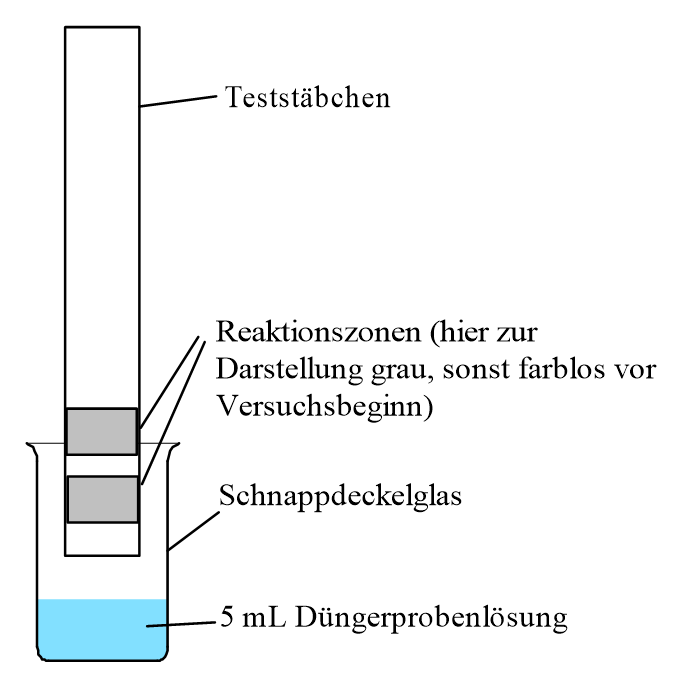 Teststäbchen
Reaktionszonen (hier zur
Darstellung grau, sonst farblos vor
Versuchsbeginn)
Schnappdeckelglas
5 mL Düngerprobenlösung